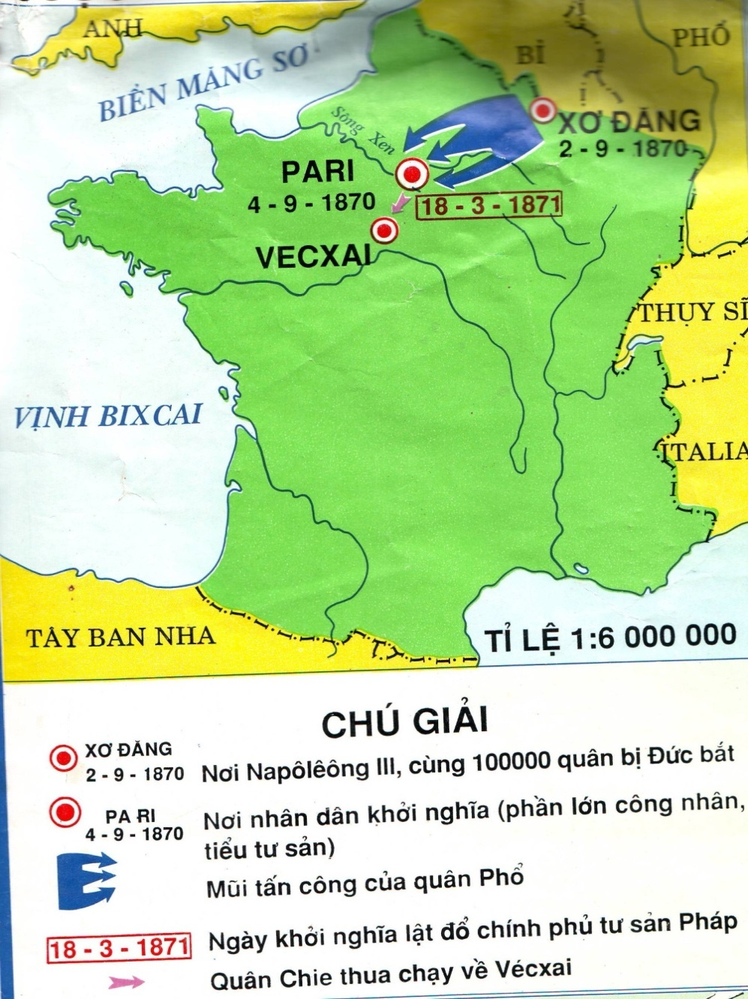 ANH
BIỂN MĂNG SƠ
BỈ
PHỔ
Sông Xen
XƠ ĐĂNG
2 - 9 - 1870
PARI
4 - 9 - 1870
18 - 3 - 1871
VECXAI
THỤY SĨ
VỊNH BIXCAI
ITALIA
TÂY BAN NHA
TỈ LỆ 1:6 000 000
CHÚ GIẢI
XƠ ĐĂNG
2 - 9 - 1870
Nơi Napôlêông III, cùng 100000 quân bị Đức bắt
PA RI
4 - 9 - 1870
Nơi nhân dân khởi nghĩa (phần lớn công nhân,
tiểu tư sản)
Mũi tấn công của quân Phổ
18 - 3 - 1871
Ngày khởi nghĩa lật đổ chính phủ tư sản Pháp
Quân Chie thua chạy về Vécxai